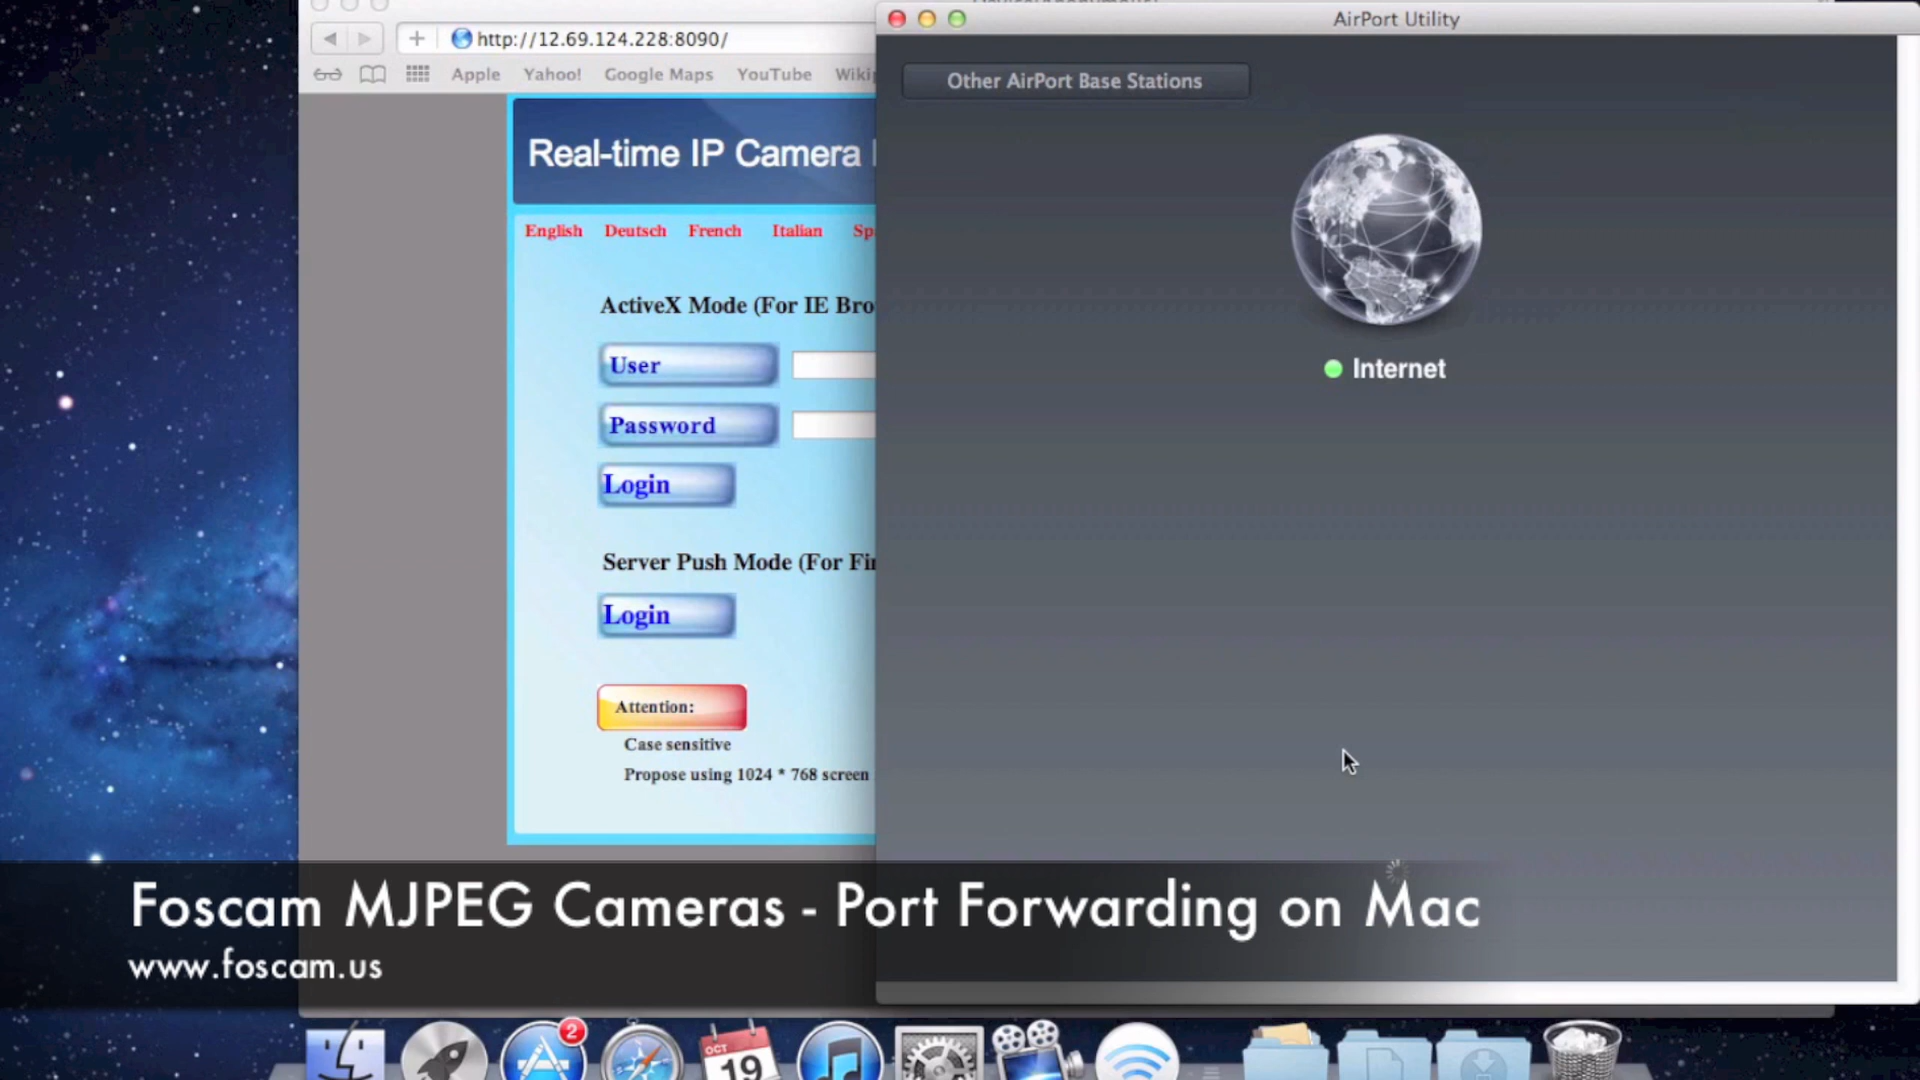 AirPort Utility
http://12.69.124.228:8090/
Apple Yahoo! Google Maps YouTube
Other AirPort Base Stations
Real-time IP Camera
English Deutsch French Italian
ActiveX Mode (For IE
User
Password
Login
Server Push Mode (For
Login
Attention:
Case sensitive
Propose using 1024 * 768 screen
Internet
Foscam MJPEG Cameras - Port Forwarding on Mac
www.foscam.us
2
OCT
19